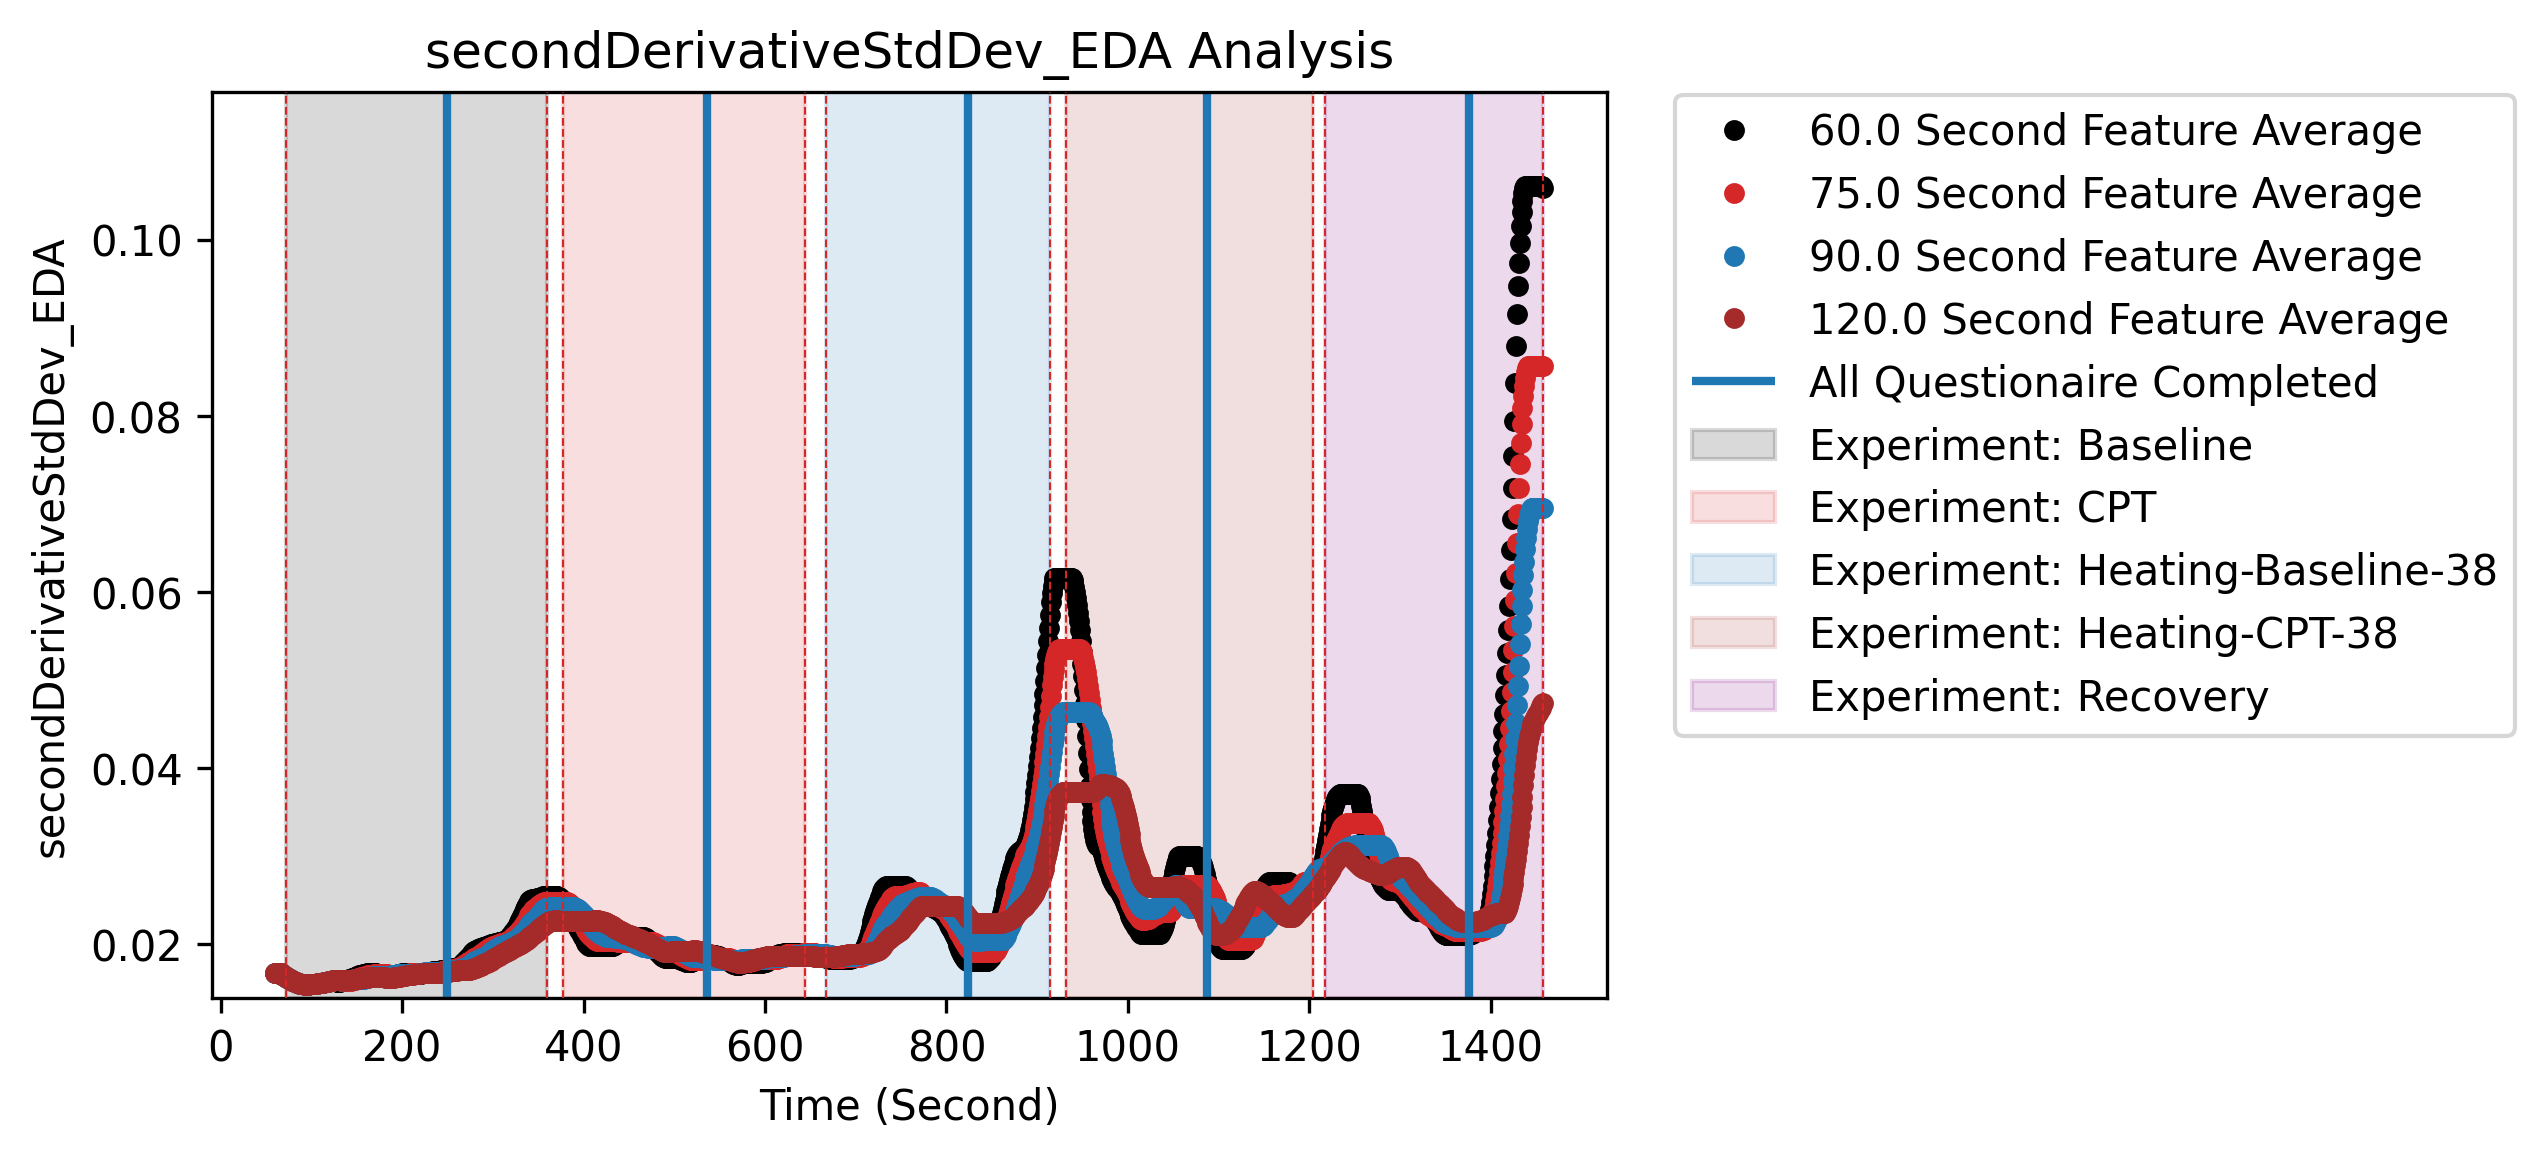 secondDerivativeStdDev_EDA Analysis
secondDerivativeStdDev_EDA
0.10
0.08
0.06
0.04
0.02
0 200 400 600 800 1000 1200 1400
Time (Second)
60.0 Second Feature Average
75.0 Second Feature Average
90.0 Second Feature Average
120.0 Second Feature Average
All Questionaire Completed
Experiment: Baseline
Experiment: CPT
Experiment: Heating-Baseline-38
Experiment: Heating-CPT-38
Experiment: Recovery